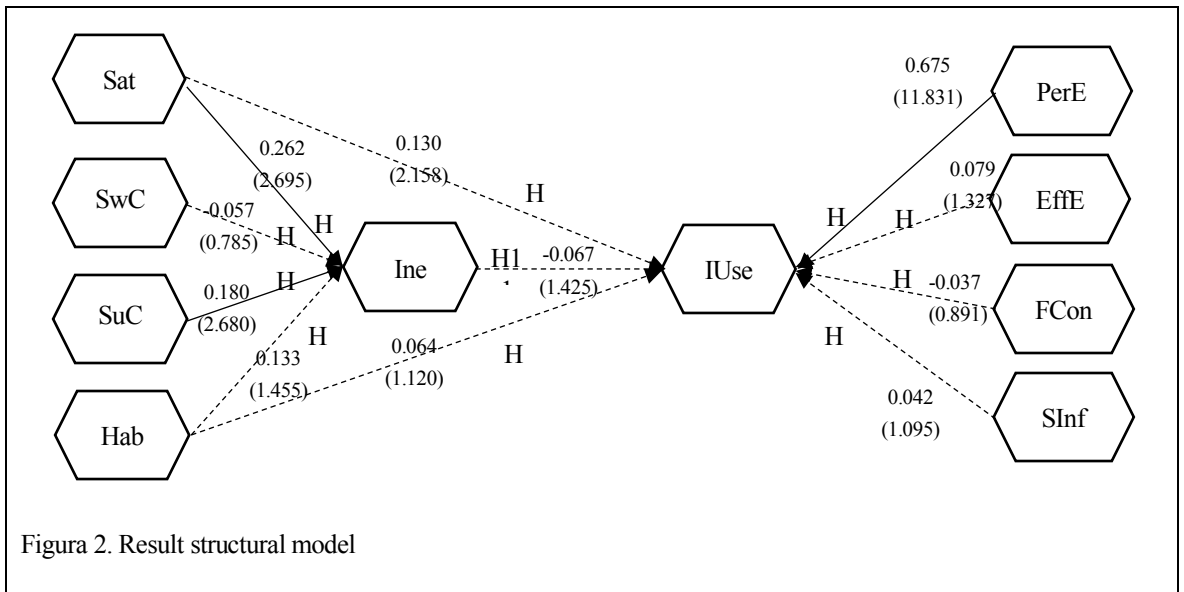 Sat
SwC
SuC
Hab
0.262
(2.695)
0.130
(2.158)
H
H
-0.057
(0.785)
H
0.180
(2.680)
H
H
0.133
(1.455)
0.064
(1.120)
H
Ine
H1
-0.067
(1.425)
IUse
0.675
(11.831)
PerE
H
0.079
(1.327)
H
EffE
H
-0.037
(0.891)
FCon
H
0.042
(1.095)
SInf
Figura 2. Result structural model